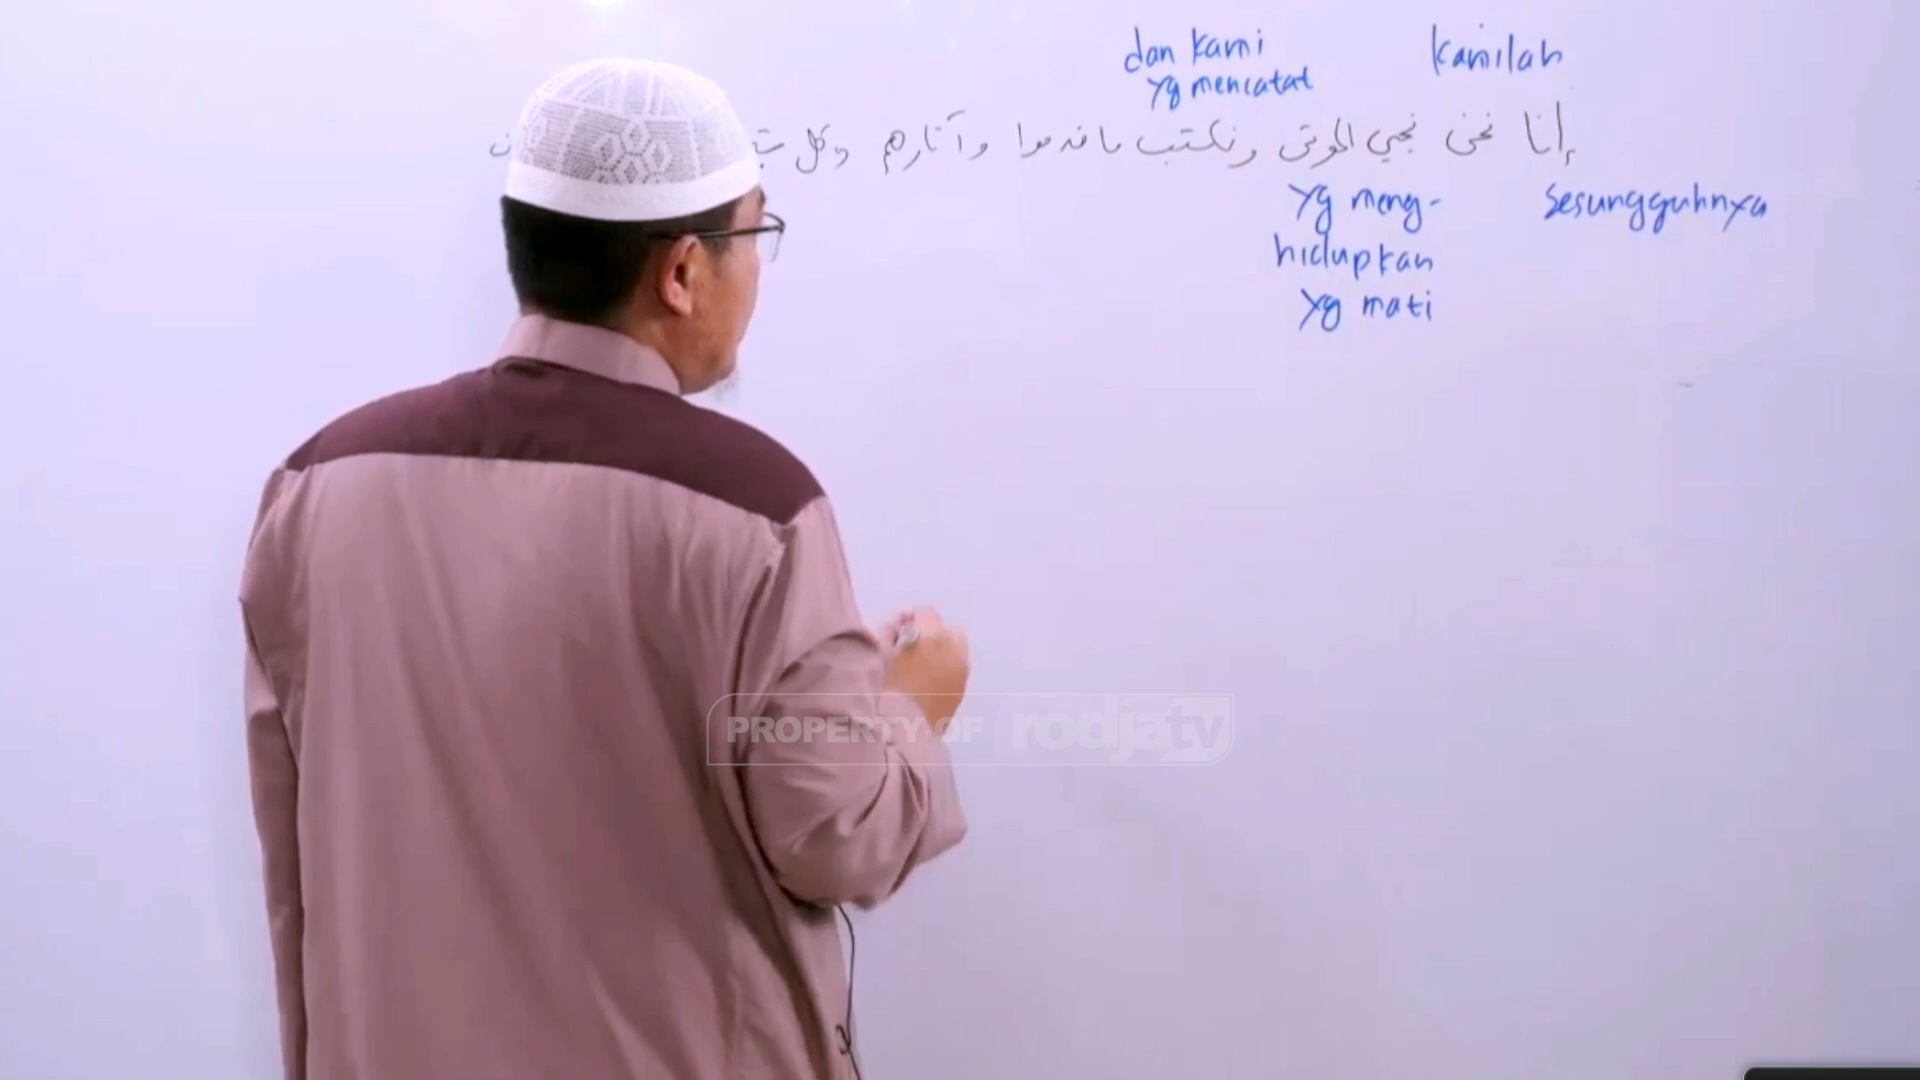 dan kami
yg mencatat
kamilah
إنا نحن نحيي الموتى ونكتب ما قدموا وآثارهم وكل
yg meng-
hidupkan
yg mati
sesungguhnya
PROPERTY OF rodjatv